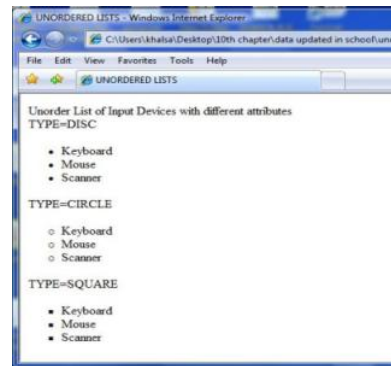 UNORDERED LISTS - Windows Internet Explorer
C:\Users\khalsa\Desktop\10th chapter\data updated in school\uno
File Edit View Favorites Tools Help
UNORDERED LISTS
Unorder List of Input Devices with different attributes
TYPE=DISC
• Keyboard
• Mouse
• Scanner
TYPE=CIRCLE
○ Keyboard
○ Mouse
○ Scanner
TYPE=SQUARE
▪ Keyboard
▪ Mouse
▪ Scanner